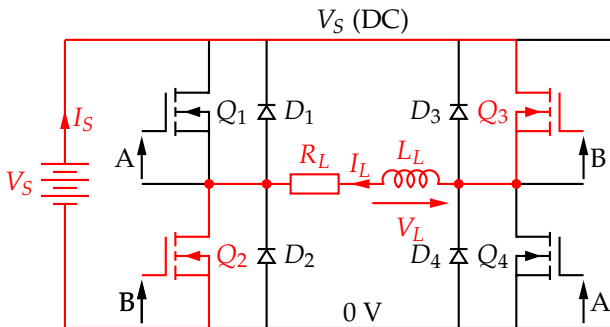 V_S (DC)
I_S
Q_1
D_1
D_3
Q_3
A
R_L
I_L
L_L
B
V_S
V_L
Q_2
D_2
D_4
Q_4
B
0 V
A